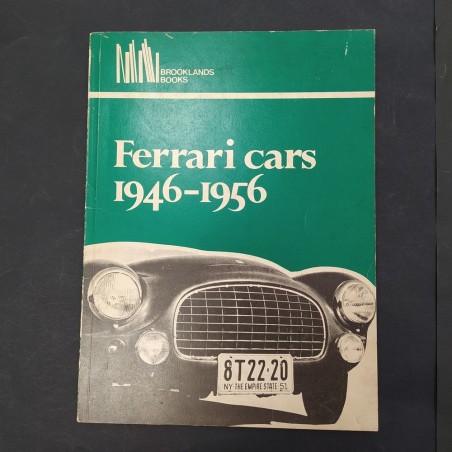 BROOKLANDS
BOOKS
Ferrari cars
1946-1956
8T22·20
NY·THE EMPIRE STATE 51